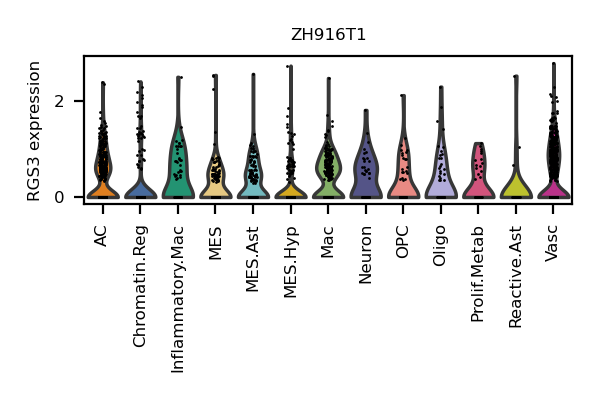 ZH916T1
RGS3 expression
2
0
AC
Chromatin.Reg
Inflammatory.Mac
MES
MES.Ast
MES.Hyp
Mac
Neuron
OPC
Oligo
Prolif.Metab
Reactive.Ast
Vasc